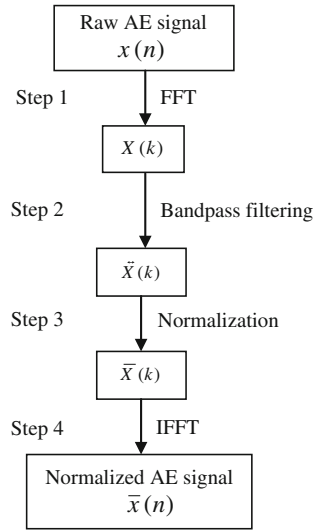 Raw AE signal
x(n)
Step 1
FFT
X(k)
Step 2
Bandpass filtering
Ẍ(k)
Step 3
Normalization
X̅(k)
Step 4
IFFT
Normalized AE signal
x̅(n)